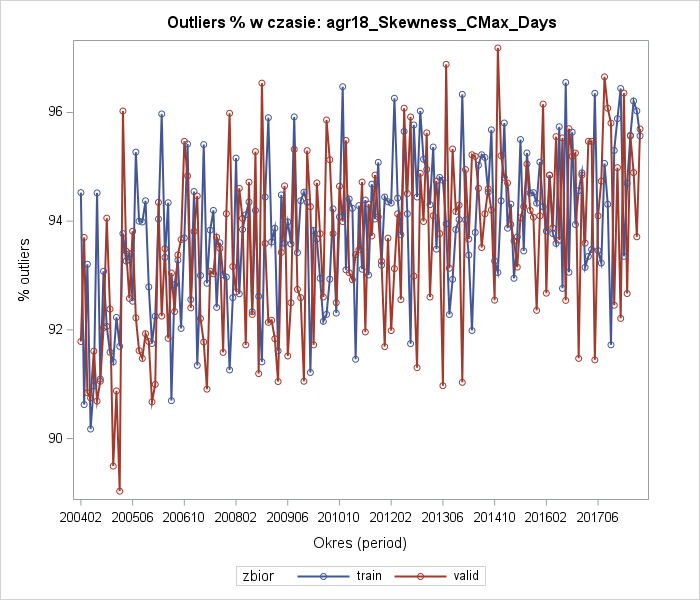 Outliers % w czasie: agr18_Skewness_CMax_Days
% outliers
96
94
92
90
200402 200506 200610 200802 200906 201010 201202 201306 201410 201602 201706
Okres (period)
zbior train valid